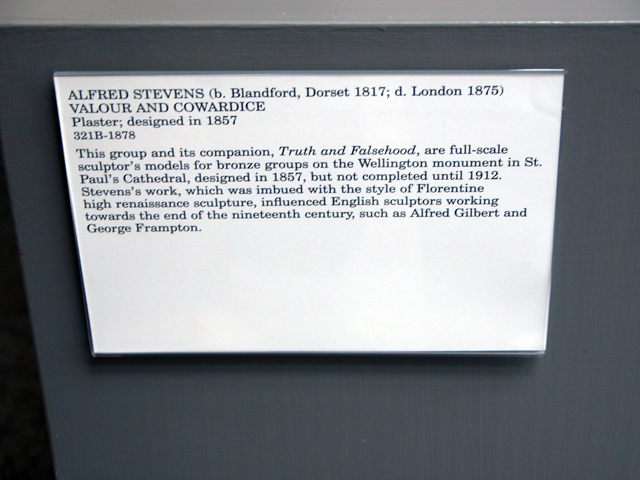 ALFRED STEVENS (b. Blandford, Dorset 1817; d. London 1875)
VALOUR AND COWARDICE
Plaster; designed in 1857
321B-1878
This group and its companion, Truth and Falsehood, are full-scale
sculptor's models for bronze groups on the Wellington monument in St.
Paul's Cathedral, designed in 1857, but not completed until 1912.
Stevens's work, which was imbued with the style of Florentine
high renaissance sculpture, influenced English sculptors working
towards the end of the nineteenth century, such as Alfred Gilbert and
George Frampton.